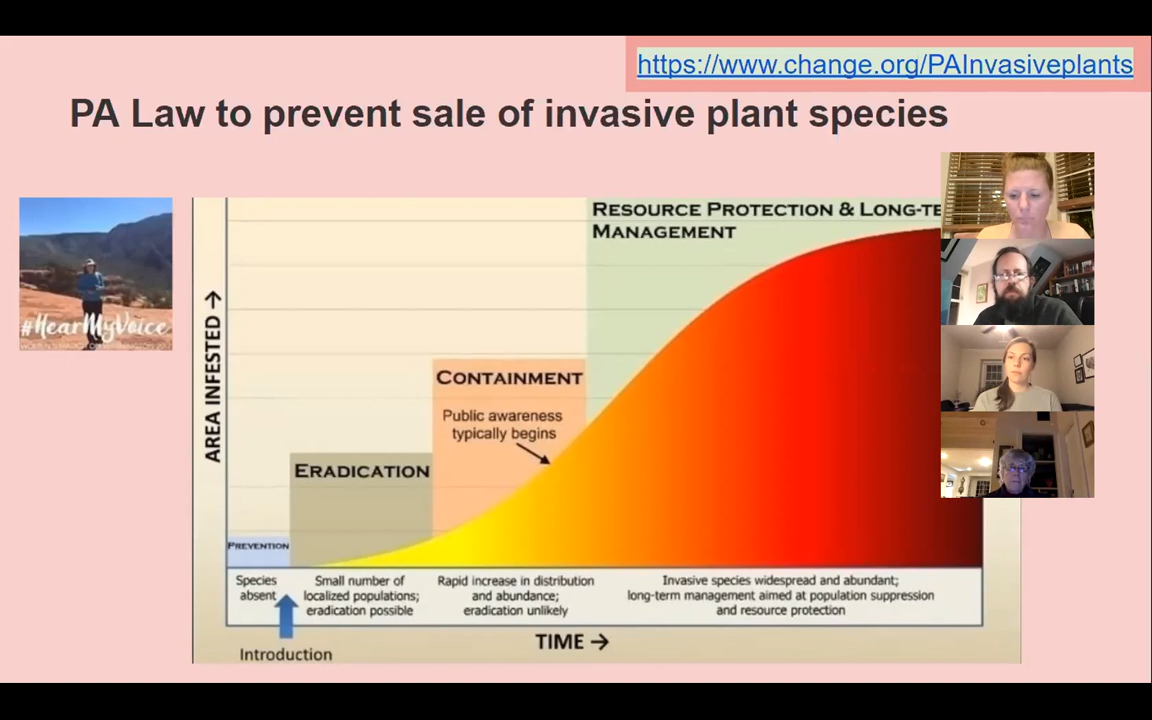 https://www.change.org/PAInvasiveplants
PA Law to prevent sale of invasive plant species
#HearMyVoice
RESOURCE PROTECTION & LONG-TE
MANAGEMENT
CONTAINMENT
Public awareness
typically begins
ERADICATION
PREVENTION
AREA INFESTED →
Species
absent
Small number of
localized populations;
eradication possible
Rapid increase in distribution
and abundance;
eradication unlikely
Invasive species widespread and abundant;
long-term management aimed at population suppression
and resource protection
TIME →
Introduction